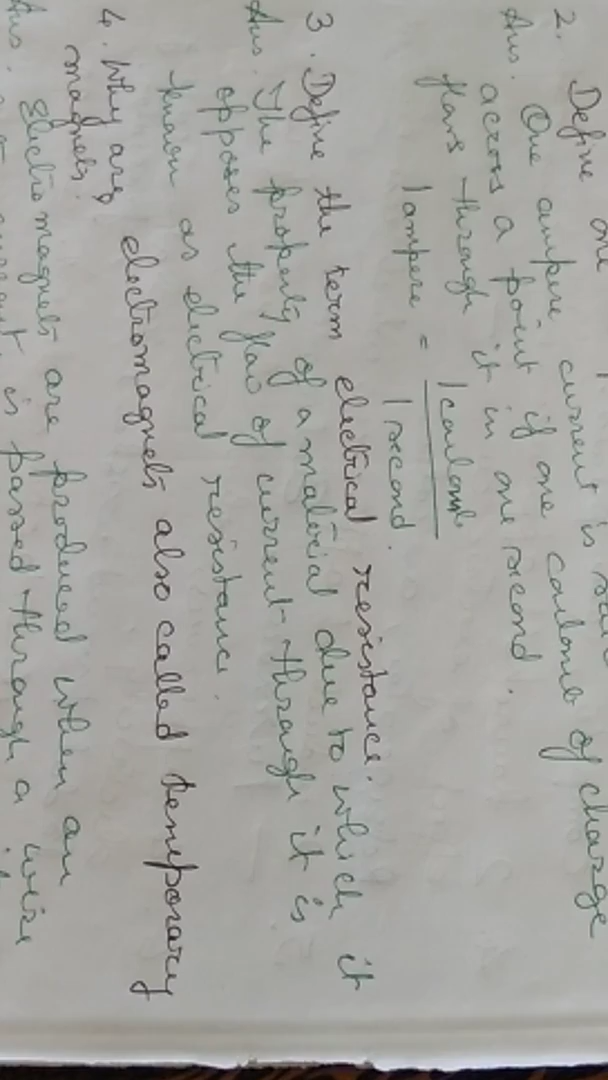 2. Define one
Ans. One ampere current is
across a point if one coulomb of charge
flows through it in one second.
1 ampere = 1 coulomb
1 second.
3. Define the term electrical resistance.
Ans. The property of a material due to which it
opposes the flow of current through it is
known as electrical resistance.
4. Why are electromagnets also called temporary
magnets.
Ans. Electromagnets are produced when an
current is passed through a wire